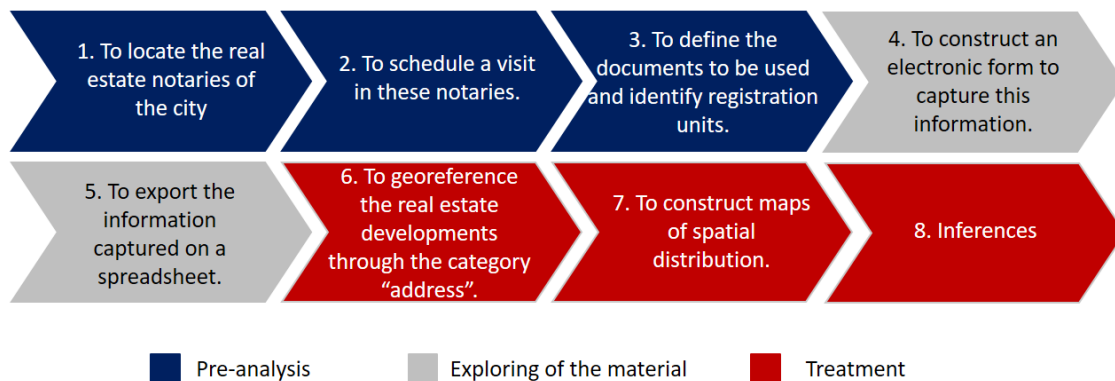 1. To locate the real
estate notaries of
the city
2. To schedule a visit
in these notaries.
3. To define the
documents to be used
and identify registration
units.
4. To construct an
electronic form to
capture this
information.
5. To export the
information
captured on a
spreadsheet.
6. To georeference
the real estate
developments
through the category
“address”.
7. To construct maps
of spatial
distribution.
8. Inferences
Pre-analysis
Exploring of the material
Treatment